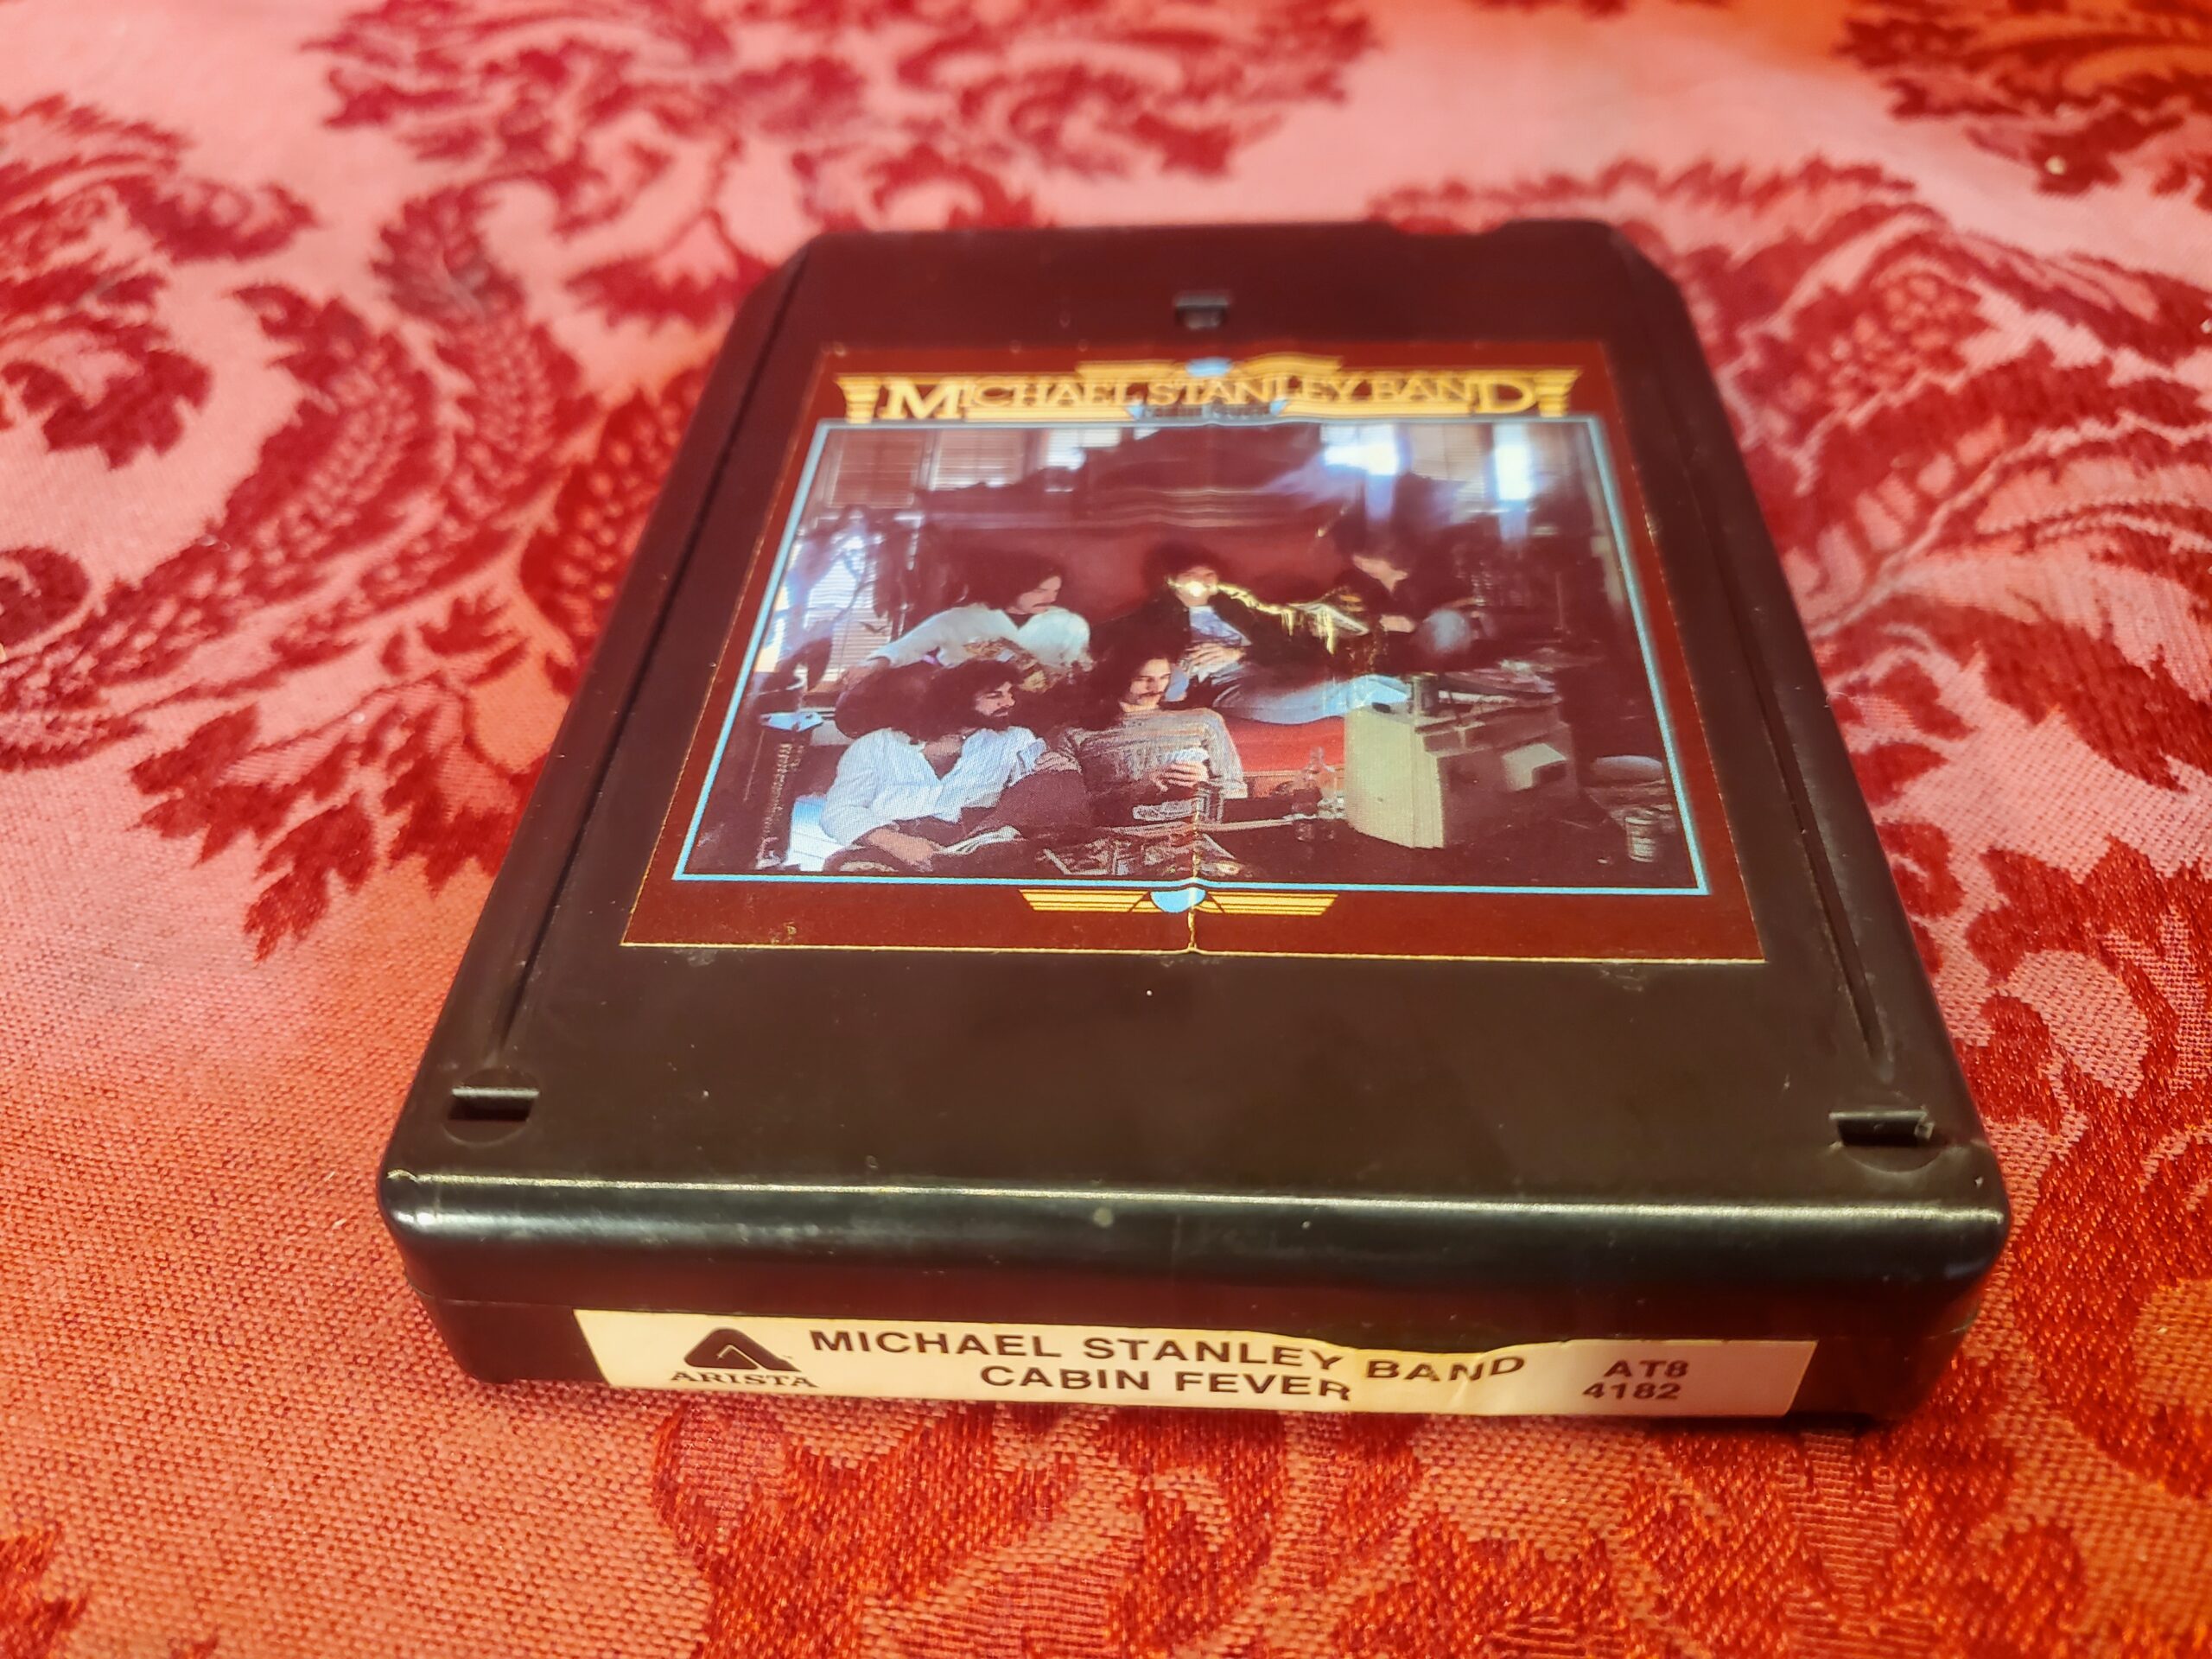 MICHAEL STANLEY BAND
ARISTA
MICHAEL STANLEY BAND
CABIN FEVER
AT8
4182